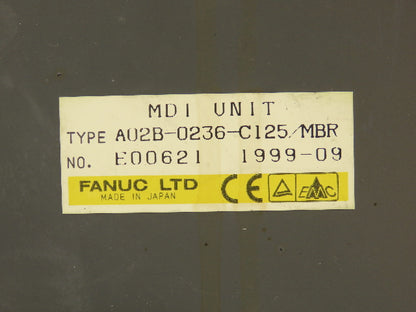 MDI UNIT
TYPE A02B-0236-C125/MBR
NO. E00621 1999-09
FANUC LTD
MADE IN JAPAN
CE
EMC